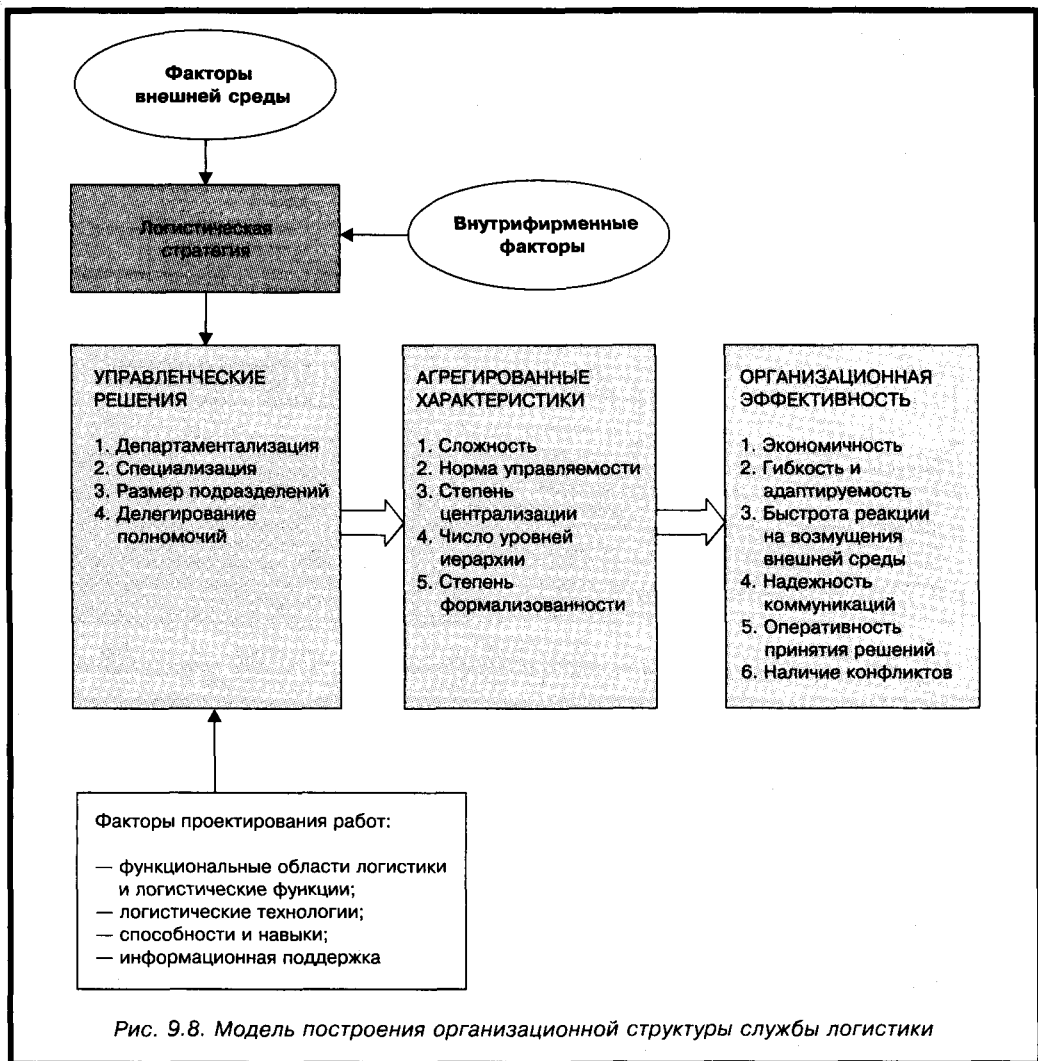 Факторы
внешней среды
Логистическая
стратегия
Внутрифирменные
факторы
УПРАВЛЕНЧЕСКИЕ
РЕШЕНИЯ
1. Департаментализация
2. Специализация
3. Размер подразделений
4. Делегирование
полномочий
АГРЕГИРОВАННЫЕ
ХАРАКТЕРИСТИКИ
1. Сложность
2. Норма управляемости
3. Степень
централизации
4. Число уровней
иерархии
5. Степень
формализованности
ОРГАНИЗАЦИОННАЯ
ЭФФЕКТИВНОСТЬ
1. Экономичность
2. Гибкость и
адаптируемость
3. Быстрота реакции
на возмущения
внешней среды
4. Надежность
коммуникаций
5. Оперативность
принятия решений
6. Наличие конфликтов
Факторы проектирования работ:
— функциональные области логистики
и логистические функции;
— логистические технологии;
— способности и навыки;
— информационная поддержка
Рис. 9.8. Модель построения организационной структуры службы логистики